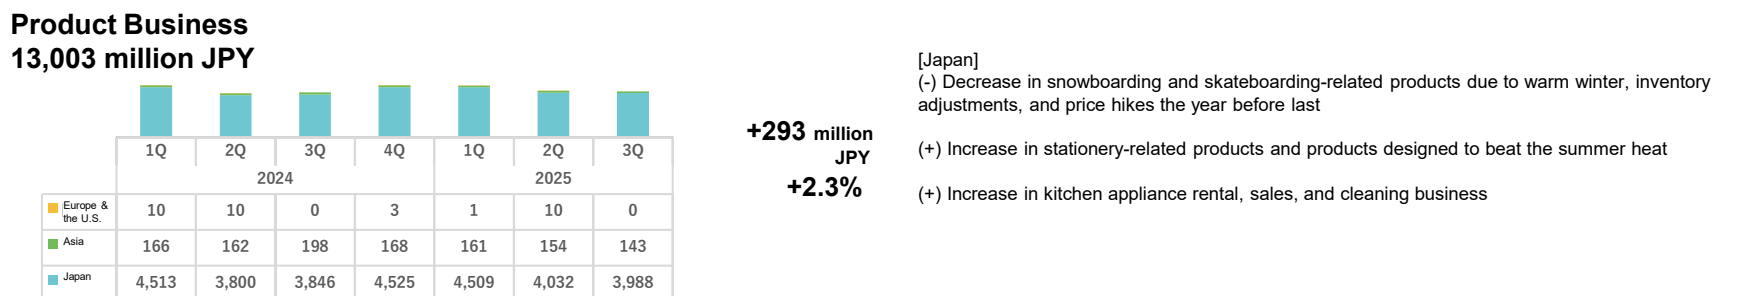 Product Business
13,003 million JPY
1Q 2Q 3Q 4Q 1Q 2Q 3Q
2024 2025
Europe &
the U.S.
10 10 0 3 1 10 0
Asia 166 162 198 168 161 154 143
Japan 4,513 3,800 3,846 4,525 4,509 4,032 3,988
+293 million
JPY
+2.3%
[Japan]
(-) Decrease in snowboarding and skateboarding-related products due to warm winter, inventory
adjustments, and price hikes the year before last
(+) Increase in stationery-related products and products designed to beat the summer heat
(+) Increase in kitchen appliance rental, sales, and cleaning business